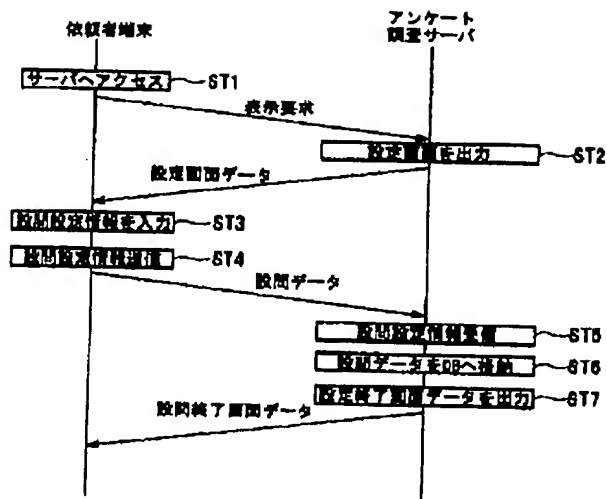 依頼者端末
アンケート
調査サーバ
サーバへアクセス
ST1
表示要求
設定画面を出力
ST2
設定画面データ
設問設定情報を入力
ST3
設問設定情報送信
ST4
設問データ
設問設定情報受信
ST5
設問データをDBへ格納
ST6
設定終了画面データを出力
ST7
設問終了画面データ